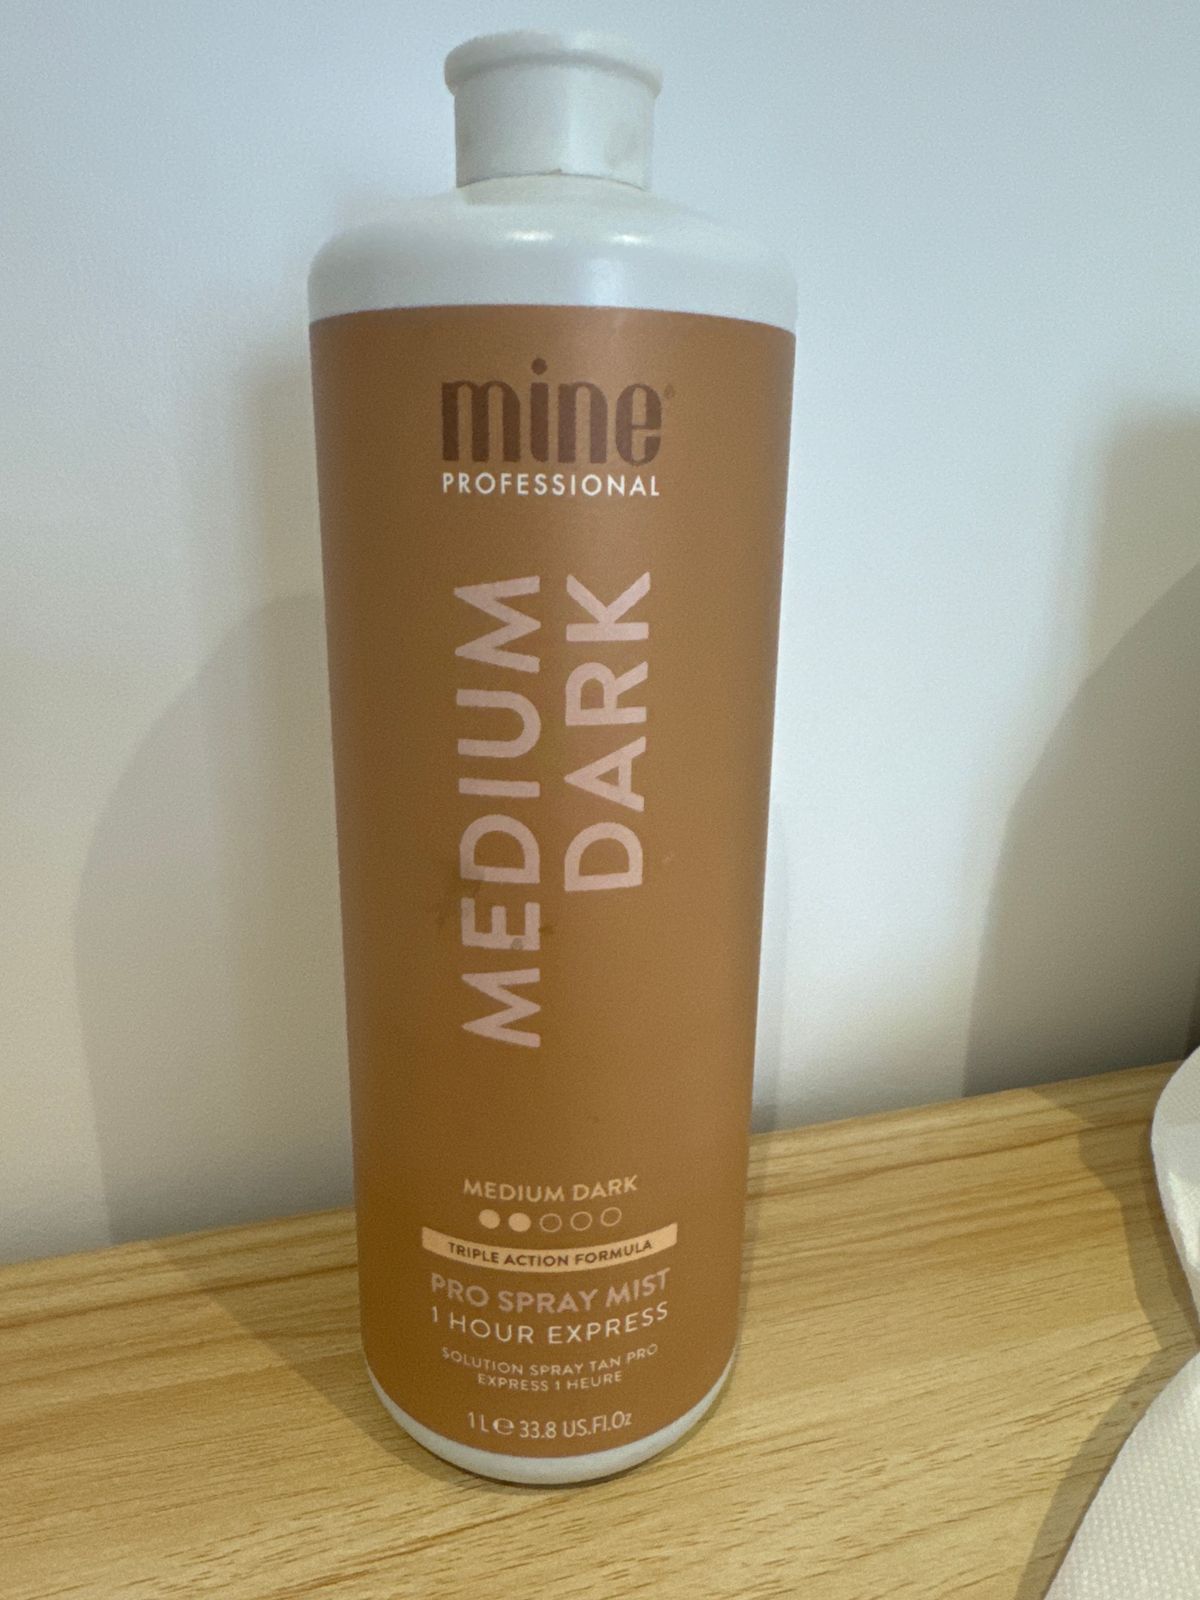 mine®
PROFESSIONAL
MEDIUM
DARK
MEDIUM DARK
TRIPLE ACTION FORMULA
PRO SPRAY MIST
1 HOUR EXPRESS
SOLUTION SPRAY TAN PRO
EXPRESS 1 HEURE
1 L ℮ 33.8 US.Fl.Oz